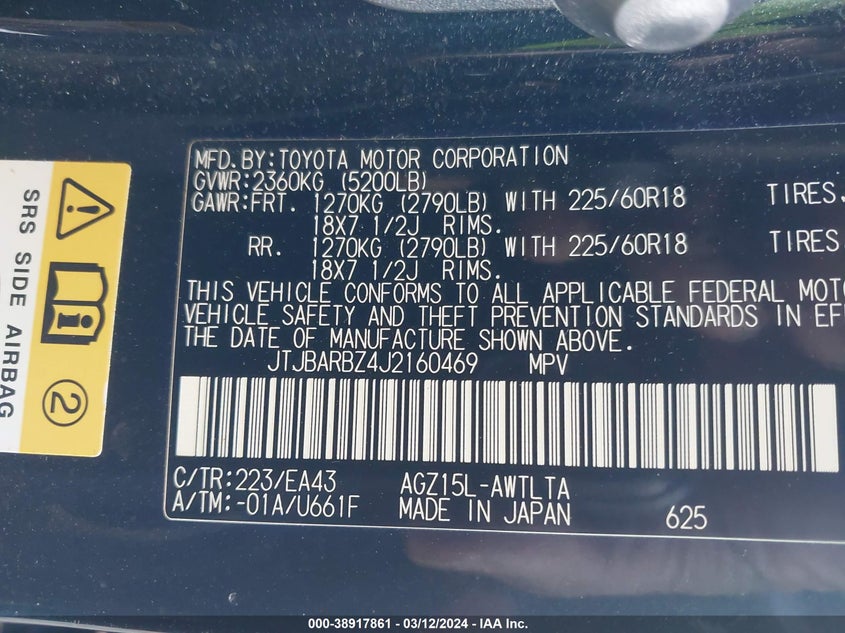 MFD. BY: TOYOTA MOTOR CORPORATION
GVWR: 2360KG (5200LB)
GAWR: FRT. 1270KG (2790LB) WITH 225/60R18 TIRES.
18X7 1/2J RIMS.
RR. 1270KG (2790LB) WITH 225/60R18 TIRES.
18X7 1/2J RIMS.
THIS VEHICLE CONFORMS TO ALL APPLICABLE FEDERAL MOTO
VEHICLE SAFETY AND THEFT PREVENTION STANDARDS IN EF
THE DATE OF MANUFACTURE SHOWN ABOVE.
JTJBARBZ4J2160469 MPV
C/TR: 223/EA43 AGZ15L-AWTLTA
A/TM: -01A/U661F MADE IN JAPAN 625
SRS SIDE AIRBAG
2
000-38917861 - 03/12/2024 - IAA Inc.